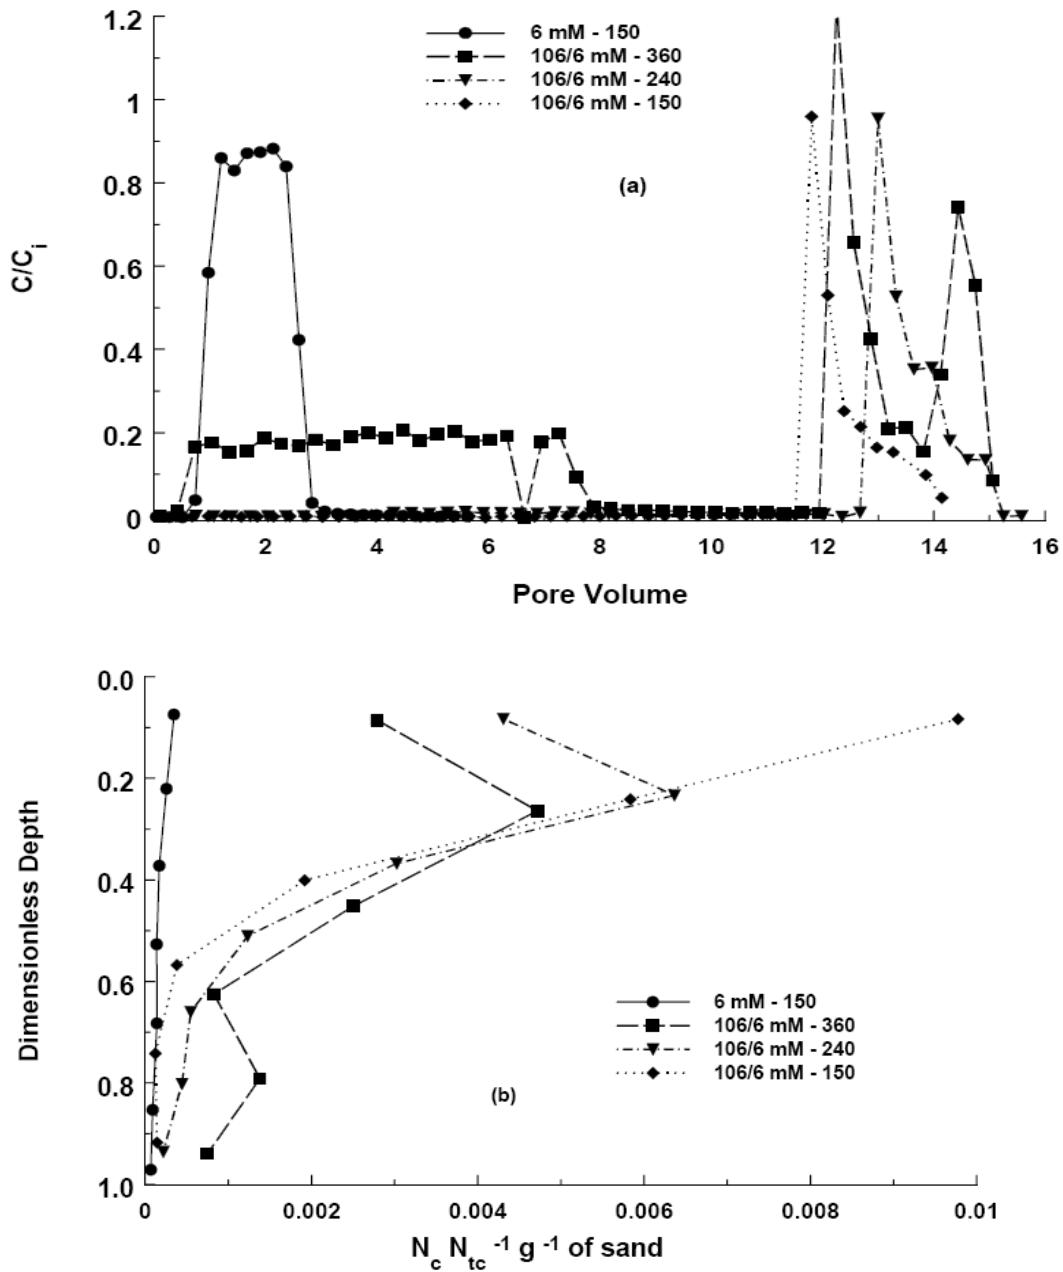 1.2
1
0.8
0.6
0.4
0.2
0
C/Ci
6 mM - 150
106/6 mM - 360
106/6 mM - 240
106/6 mM - 150
(a)
0 2 4 6 8 10 12 14 16
Pore Volume
0.0
0.2
0.4
0.6
0.8
1.0
Dimensionless Depth
6 mM - 150
106/6 mM - 360
106/6 mM - 240
106/6 mM - 150
(b)
0 0.002 0.004 0.006 0.008 0.01
Nc Ntc -1 g -1 of sand